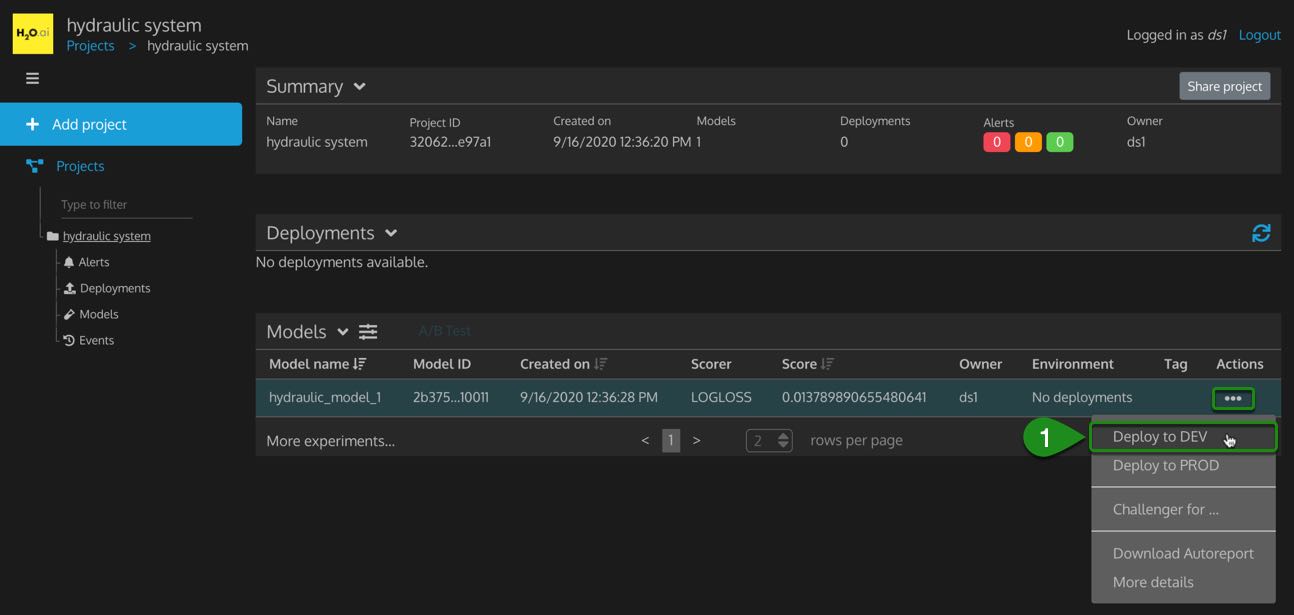 H2O.ai
hydraulic system
Projects > hydraulic system
Logged in as ds1 Logout
Add project
Projects
Type to filter
hydraulic system
Alerts
Deployments
Models
Events
Summary
Share project
Name Project ID Created on Models Deployments Alerts Owner
hydraulic system 32062...e97a1 9/16/2020 12:36:20 PM 1 0 0 0 0 ds1
Deployments
No deployments available.
Models A/B Test
Model name Model ID Created on Scorer Score Owner Environment Tag Actions
hydraulic_model_1 2b375...10011 9/16/2020 12:36:28 PM LOGLOSS 0.013789890655480641 ds1 No deployments •••
More experiments... < 1 > 2 rows per page
1 Deploy to DEV
Deploy to PROD
Challenger for ...
Download Autoreport
More details